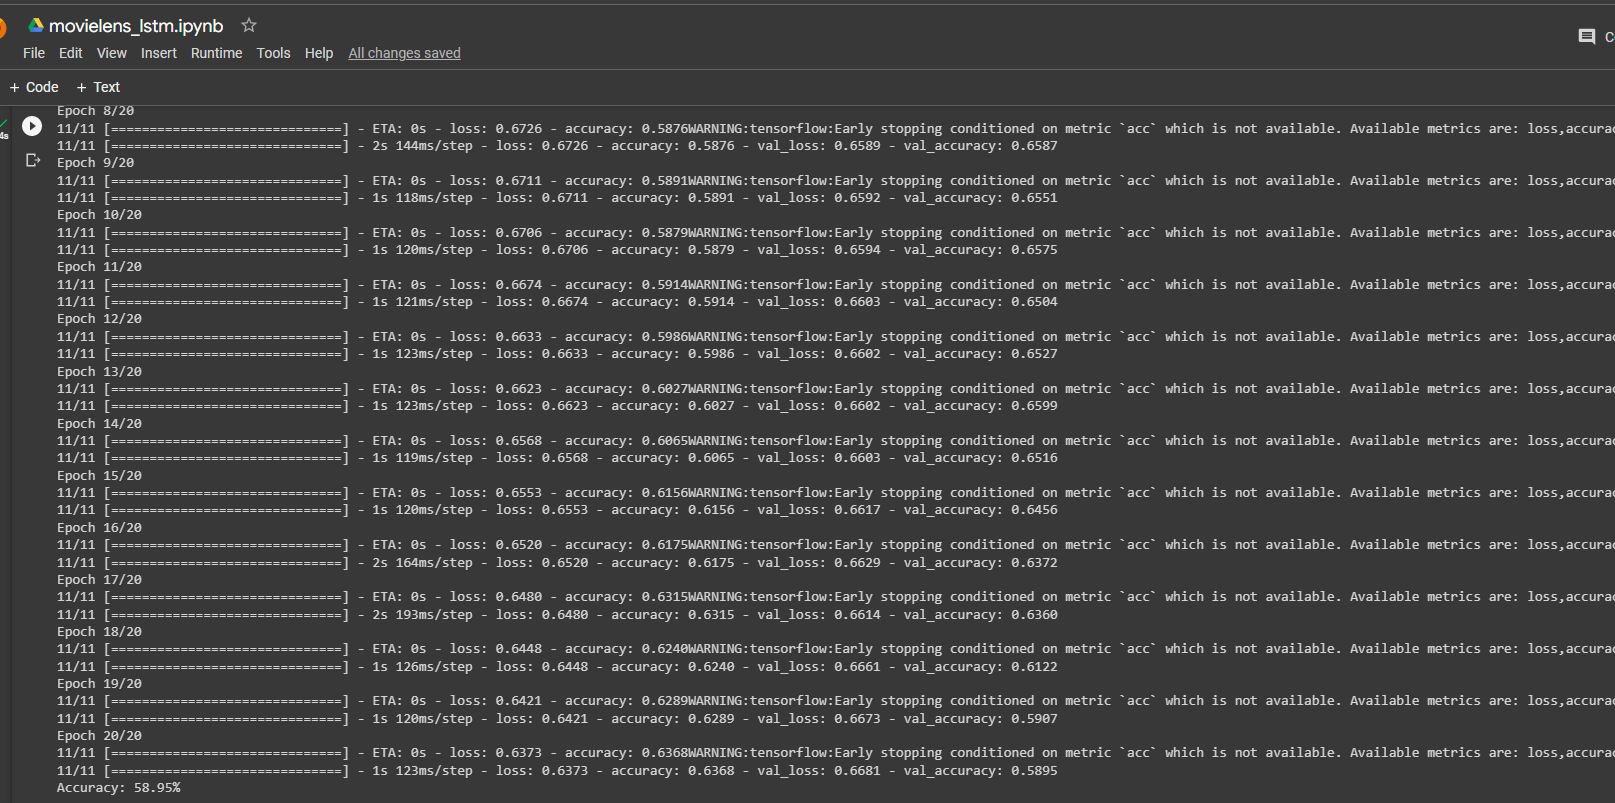 movielens_lstm.ipynb
File Edit View Insert Runtime Tools Help All changes saved
+ Code + Text
Epoch 8/20
11/11 [==============================] - ETA: 0s - loss: 0.6726 - accuracy: 0.5876WARNING:tensorflow:Early stopping conditioned on metric `acc` which is not available. Available metrics are: loss,accurac
11/11 [==============================] - 2s 144ms/step - loss: 0.6726 - accuracy: 0.5876 - val_loss: 0.6589 - val_accuracy: 0.6587
Epoch 9/20
11/11 [==============================] - ETA: 0s - loss: 0.6711 - accuracy: 0.5891WARNING:tensorflow:Early stopping conditioned on metric `acc` which is not available. Available metrics are: loss,accurac
11/11 [==============================] - 1s 118ms/step - loss: 0.6711 - accuracy: 0.5891 - val_loss: 0.6592 - val_accuracy: 0.6551
Epoch 10/20
11/11 [==============================] - ETA: 0s - loss: 0.6706 - accuracy: 0.5879WARNING:tensorflow:Early stopping conditioned on metric `acc` which is not available. Available metrics are: loss,accurac
11/11 [==============================] - 1s 120ms/step - loss: 0.6706 - accuracy: 0.5879 - val_loss: 0.6594 - val_accuracy: 0.6575
Epoch 11/20
11/11 [==============================] - ETA: 0s - loss: 0.6674 - accuracy: 0.5914WARNING:tensorflow:Early stopping conditioned on metric `acc` which is not available. Available metrics are: loss,accurac
11/11 [==============================] - 1s 121ms/step - loss: 0.6674 - accuracy: 0.5914 - val_loss: 0.6603 - val_accuracy: 0.6504
Epoch 12/20
11/11 [==============================] - ETA: 0s - loss: 0.6633 - accuracy: 0.5986WARNING:tensorflow:Early stopping conditioned on metric `acc` which is not available. Available metrics are: loss,accurac
11/11 [==============================] - 1s 123ms/step - loss: 0.6633 - accuracy: 0.5986 - val_loss: 0.6602 - val_accuracy: 0.6527
Epoch 13/20
11/11 [==============================] - ETA: 0s - loss: 0.6623 - accuracy: 0.6027WARNING:tensorflow:Early stopping conditioned on metric `acc` which is not available. Available metrics are: loss,accurac
11/11 [==============================] - 1s 123ms/step - loss: 0.6623 - accuracy: 0.6027 - val_loss: 0.6602 - val_accuracy: 0.6599
Epoch 14/20
11/11 [==============================] - ETA: 0s - loss: 0.6568 - accuracy: 0.6065WARNING:tensorflow:Early stopping conditioned on metric `acc` which is not available. Available metrics are: loss,accurac
11/11 [==============================] - 1s 119ms/step - loss: 0.6568 - accuracy: 0.6065 - val_loss: 0.6603 - val_accuracy: 0.6516
Epoch 15/20
11/11 [==============================] - ETA: 0s - loss: 0.6553 - accuracy: 0.6156WARNING:tensorflow:Early stopping conditioned on metric `acc` which is not available. Available metrics are: loss,accurac
11/11 [==============================] - 1s 120ms/step - loss: 0.6553 - accuracy: 0.6156 - val_loss: 0.6617 - val_accuracy: 0.6456
Epoch 16/20
11/11 [==============================] - ETA: 0s - loss: 0.6520 - accuracy: 0.6175WARNING:tensorflow:Early stopping conditioned on metric `acc` which is not available. Available metrics are: loss,accurac
11/11 [==============================] - 2s 164ms/step - loss: 0.6520 - accuracy: 0.6175 - val_loss: 0.6629 - val_accuracy: 0.6372
Epoch 17/20
11/11 [==============================] - ETA: 0s - loss: 0.6480 - accuracy: 0.6315WARNING:tensorflow:Early stopping conditioned on metric `acc` which is not available. Available metrics are: loss,accurac
11/11 [==============================] - 2s 193ms/step - loss: 0.6480 - accuracy: 0.6315 - val_loss: 0.6614 - val_accuracy: 0.6360
Epoch 18/20
11/11 [==============================] - ETA: 0s - loss: 0.6448 - accuracy: 0.6240WARNING:tensorflow:Early stopping conditioned on metric `acc` which is not available. Available metrics are: loss,accurac
11/11 [==============================] - 1s 126ms/step - loss: 0.6448 - accuracy: 0.6240 - val_loss: 0.6661 - val_accuracy: 0.6122
Epoch 19/20
11/11 [==============================] - ETA: 0s - loss: 0.6421 - accuracy: 0.6289WARNING:tensorflow:Early stopping conditioned on metric `acc` which is not available. Available metrics are: loss,accurac
11/11 [==============================] - 1s 120ms/step - loss: 0.6421 - accuracy: 0.6289 - val_loss: 0.6673 - val_accuracy: 0.5907
Epoch 20/20
11/11 [==============================] - ETA: 0s - loss: 0.6373 - accuracy: 0.6368WARNING:tensorflow:Early stopping conditioned on metric `acc` which is not available. Available metrics are: loss,accurac
11/11 [==============================] - 1s 123ms/step - loss: 0.6373 - accuracy: 0.6368 - val_loss: 0.6681 - val_accuracy: 0.5895
Accuracy: 58.95%